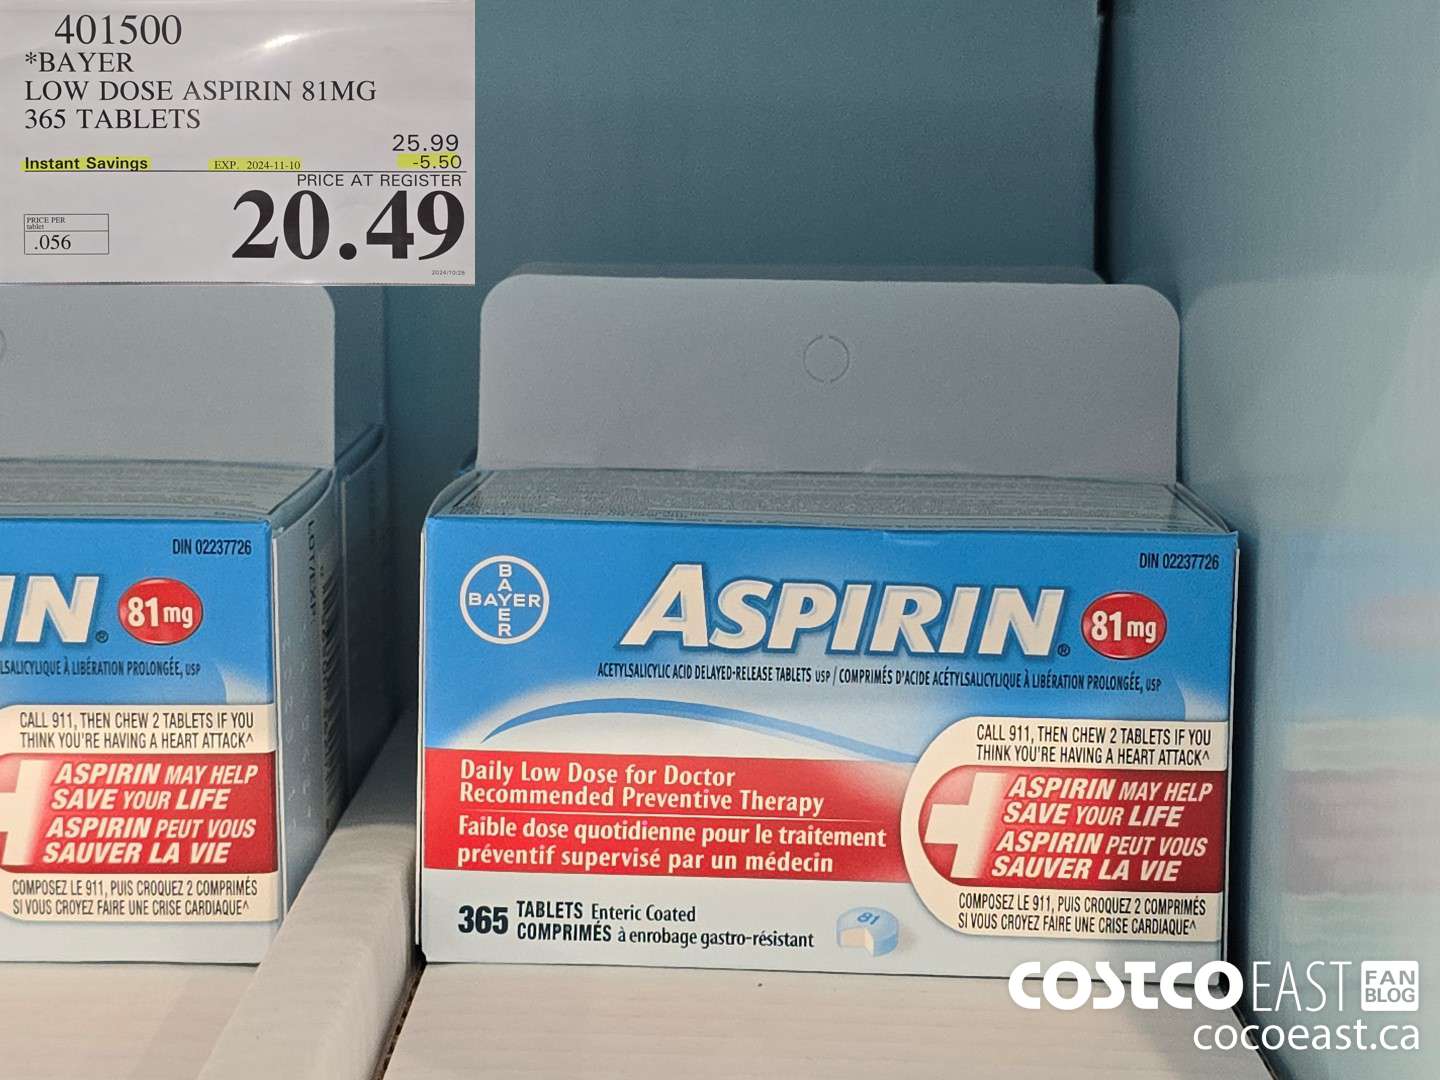 401500
*BAYER
LOW DOSE ASPIRIN 81MG
365 TABLETS
25.99
Instant Savings EXP. 2024-11-10 -5.50
PRICE AT REGISTER
20.49
PRICE PER
tablet
.056
2024/10/28
DIN 02237726
IN® 81mg
LSALICYLIQUE À LIBÉRATION PROLONGÉE, USP
CALL 911, THEN CHEW 2 TABLETS IF YOU
THINK YOU'RE HAVING A HEART ATTACK^
ASPIRIN MAY HELP
SAVE YOUR LIFE
ASPIRIN PEUT VOUS
SAUVER LA VIE
COMPOSEZ LE 911, PUIS CROQUEZ 2 COMPRIMÉS
SI VOUS CROYEZ FAIRE UNE CRISE CARDIAQUE^
LOT/EXP
DIN 02237726
BAYER
BAYER
ASPIRIN® 81mg
ACETYLSALICYLIC ACID DELAYED-RELEASE TABLETS USP / COMPRIMÉS D'ACIDE ACÉTYLSALICYLIQUE À LIBÉRATION PROLONGÉE, USP
Daily Low Dose for Doctor
Recommended Preventive Therapy
Faible dose quotidienne pour le traitement
préventif supervisé par un médecin
365 TABLETS Enteric Coated
COMPRIMÉS à enrobage gastro-résistant
81
CALL 911, THEN CHEW 2 TABLETS IF YOU
THINK YOU'RE HAVING A HEART ATTACK^
ASPIRIN MAY HELP
SAVE YOUR LIFE
ASPIRIN PEUT VOUS
SAUVER LA VIE
COMPOSEZ LE 911, PUIS CROQUEZ 2 COMPRIMÉS
SI VOUS CROYEZ FAIRE UNE CRISE CARDIAQUE^
COSTCO EAST FAN BLOG
cocoeast.ca